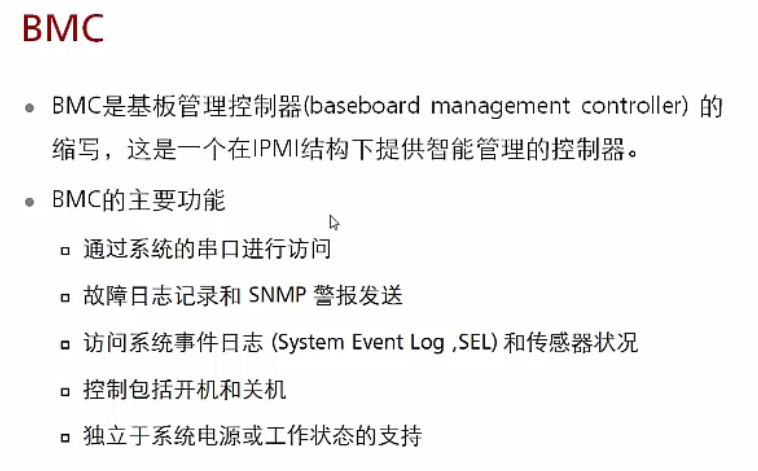 BMC
BMC是基板管理控制器(baseboard management controller) 的
缩写，这是一个在IPMI结构下提供智能管理的控制器。
BMC的主要功能
通过系统的串口进行访问
故障日志记录和 SNMP 警报发送
访问系统事件日志 (System Event Log ,SEL) 和传感器状况
控制包括开机和关机
独立于系统电源或工作状态的支持